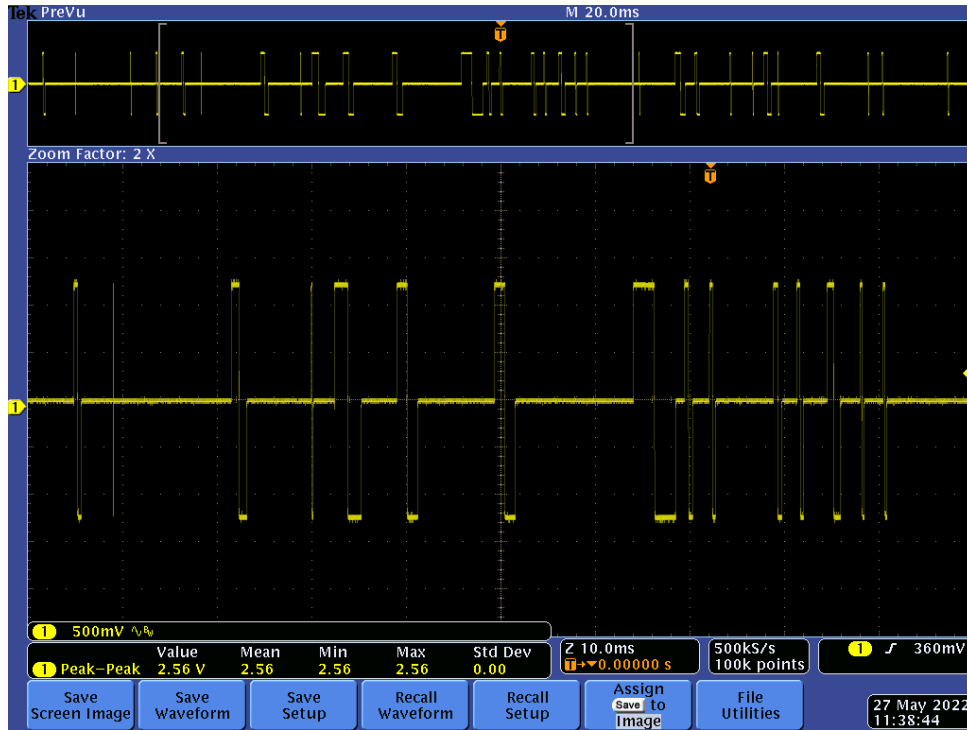 Tek PreVu M 20.0ms
T
1
Zoom Factor: 2 X
T
1
1 500mV ∿ BW
Value Mean Min Max Std Dev
1 Peak-Peak 2.56 V 2.56 2.56 2.56 0.00
Z 10.0ms
T→▼0.00000 s
500kS/s
100k points
1 ƒ 360mV
Save Screen Image
Save Waveform
Save Setup
Recall Waveform
Recall Setup
Assign Save to Image
File Utilities
27 May 2022
11:38:44